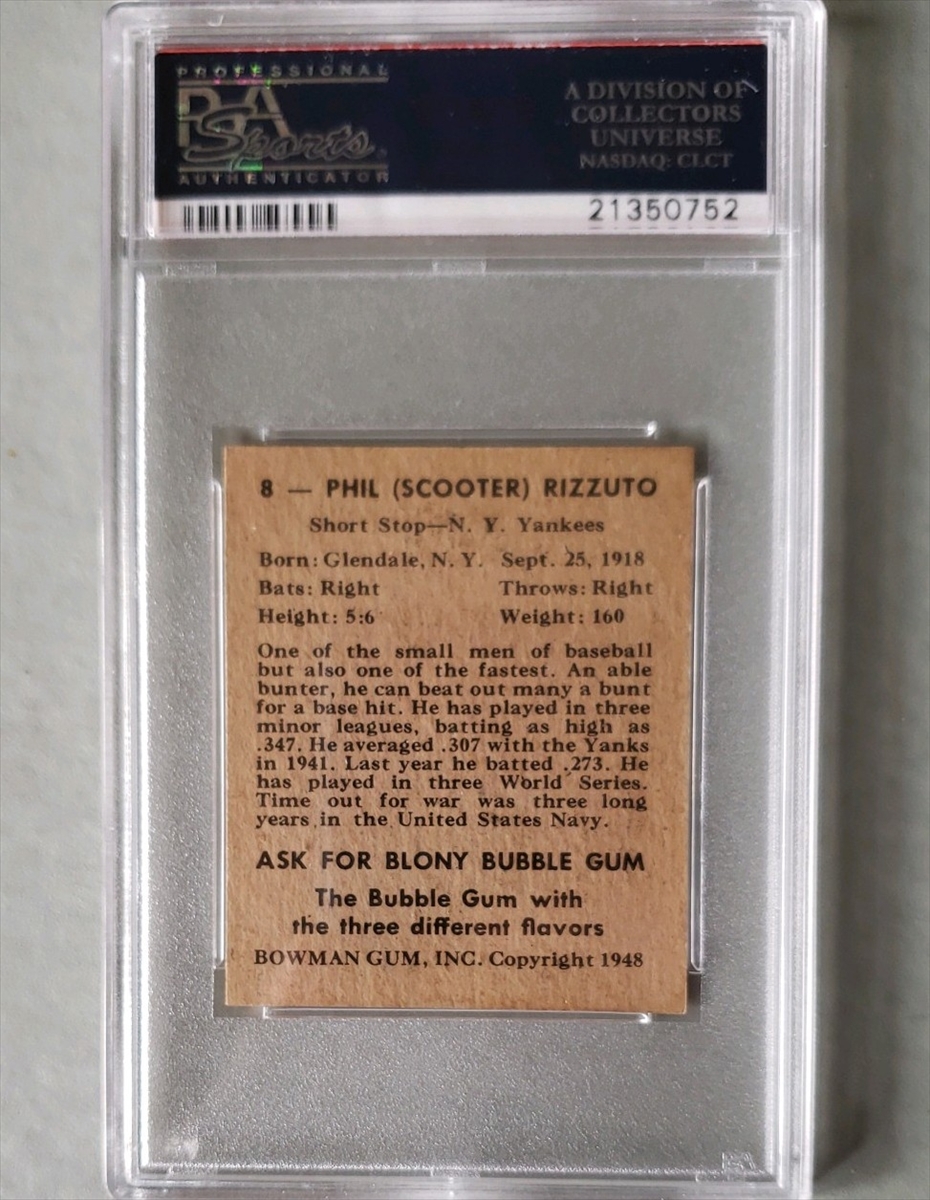 PROFESSIONAL
PSA
Sports
AUTHENTICATOR
A DIVISION OF
COLLECTORS
UNIVERSE
NASDAQ: CLCT
21350752
8 — PHIL (SCOOTER) RIZZUTO
Short Stop—N. Y. Yankees
Born: Glendale, N. Y. Sept. 25, 1918
Bats: Right Throws: Right
Height: 5:6 Weight: 160
One of the small men of baseball
but also one of the fastest. An able
bunter, he can beat out many a bunt
for a base hit. He has played in three
minor leagues, batting as high as
.347. He averaged .307 with the Yanks
in 1941. Last year he batted .273. He
has played in three World Series.
Time out for war was three long
years in the United States Navy.
ASK FOR BLONY BUBBLE GUM
The Bubble Gum with
the three different flavors
BOWMAN GUM, INC. Copyright 1948
PSA